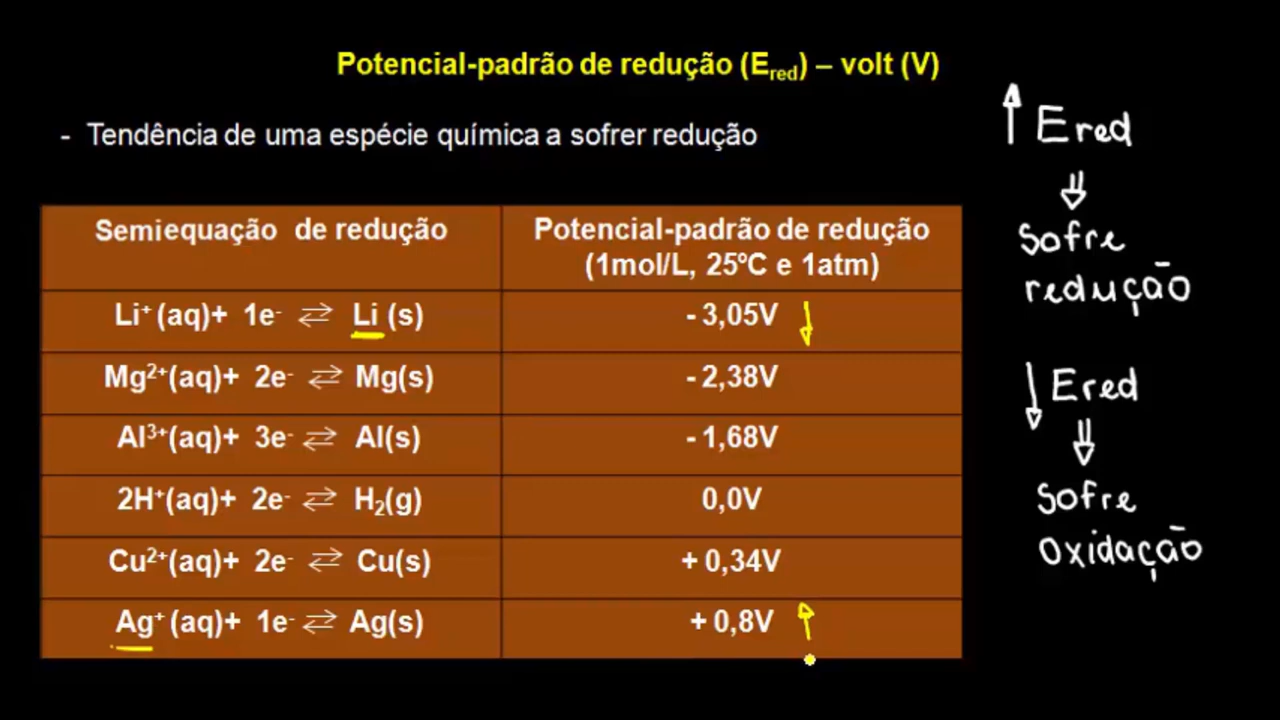 Potencial-padrão de redução (Ered) – volt (V)
- Tendência de uma espécie química a sofrer redução
Semiequação de redução
Potencial-padrão de redução
(1mol/L, 25ºC e 1atm)
Li⁺ (aq)+ 1e⁻ ⇄ Li (s)
- 3,05V ↓
Mg²⁺(aq)+ 2e⁻ ⇄ Mg(s)
- 2,38V
Al³⁺(aq)+ 3e⁻ ⇄ Al(s)
- 1,68V
2H⁺(aq)+ 2e⁻ ⇄ H₂(g)
0,0V
Cu²⁺(aq)+ 2e⁻ ⇄ Cu(s)
+ 0,34V
Ag⁺ (aq)+ 1e⁻ ⇄ Ag(s)
+ 0,8V ↑
↑ Ered
⇓
Sofre
redução
↓ Ered
⇓
Sofre
oxidação